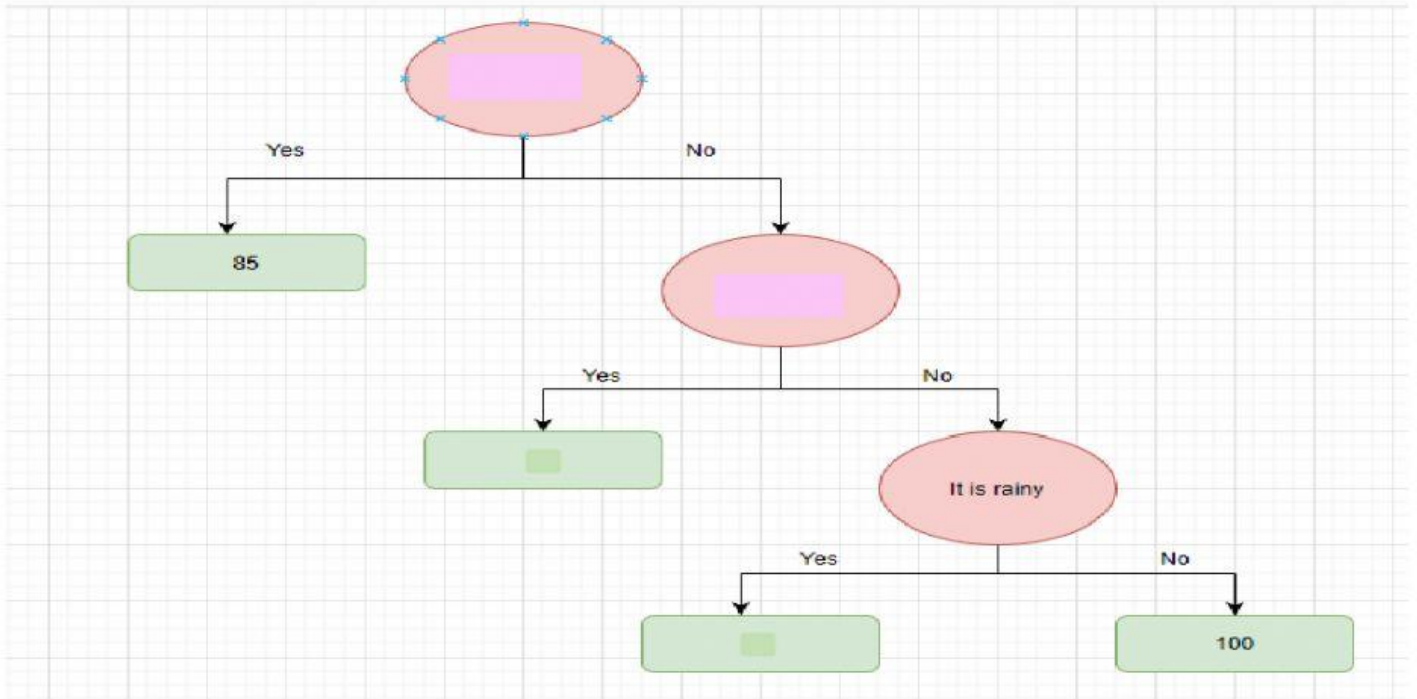 Yes
No
85
Yes
No
It is rainy
Yes
No
100